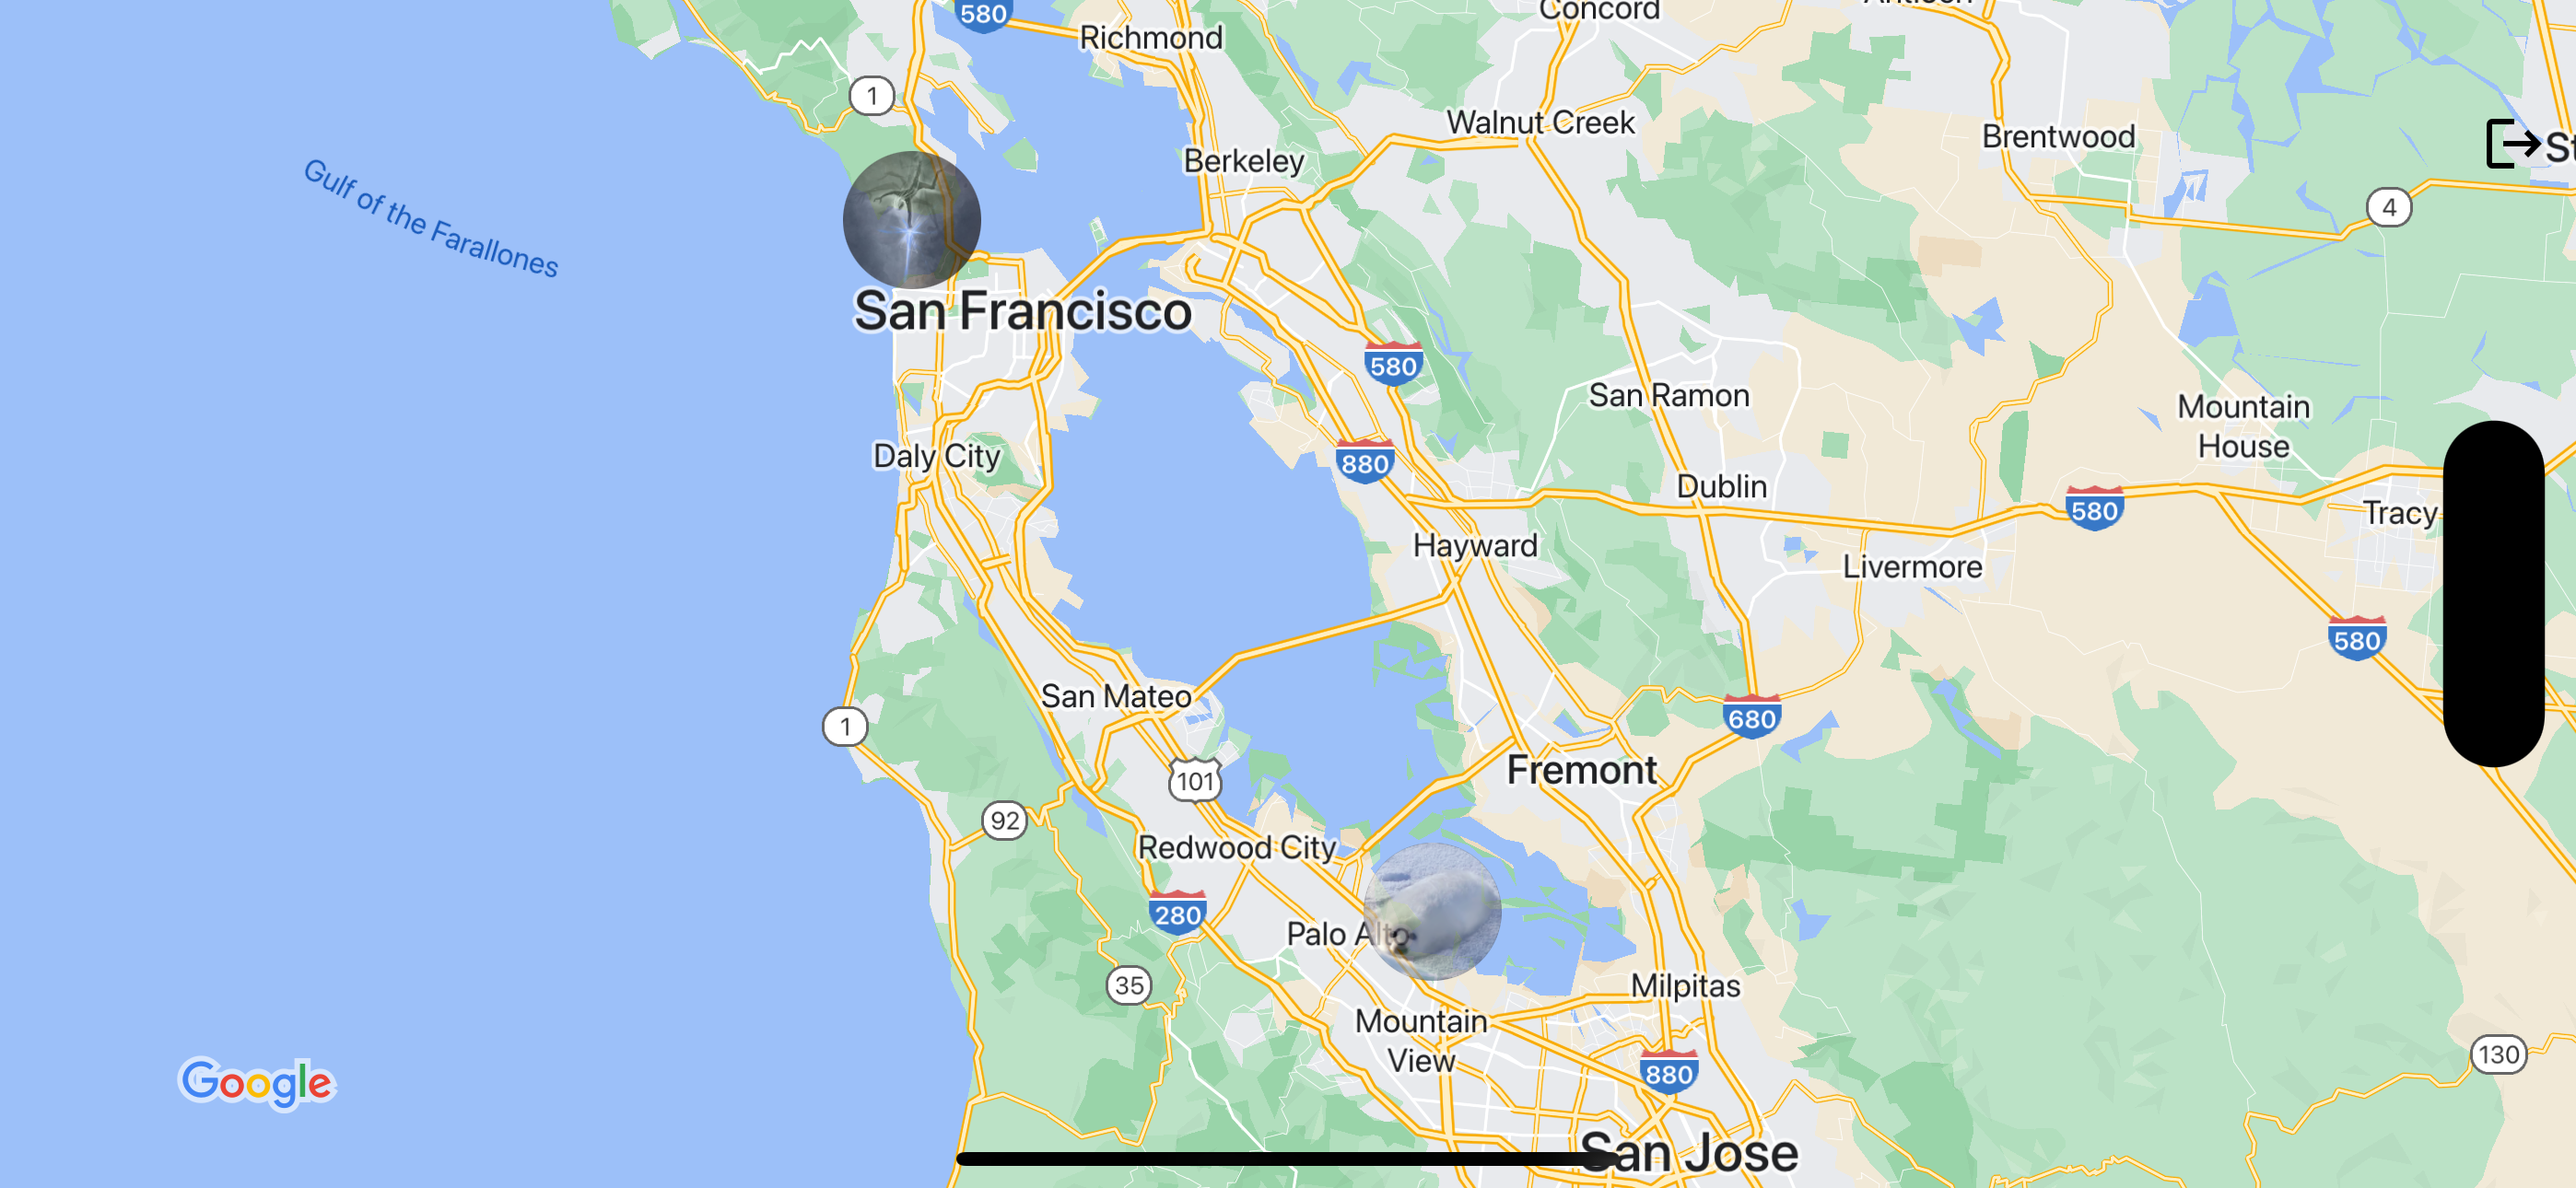 580
Richmond
Concord
1
Walnut Creek
Brentwood
Berkeley
4
Gulf of the Farallones
San Francisco
580
San Ramon
Mountain
House
Daly City
880
Dublin
580
Tracy
Hayward
Livermore
580
San Mateo
1
680
101
Fremont
92
Redwood City
280
Palo Alto
35
Milpitas
Mountain
View
880
130
Google
San Jose